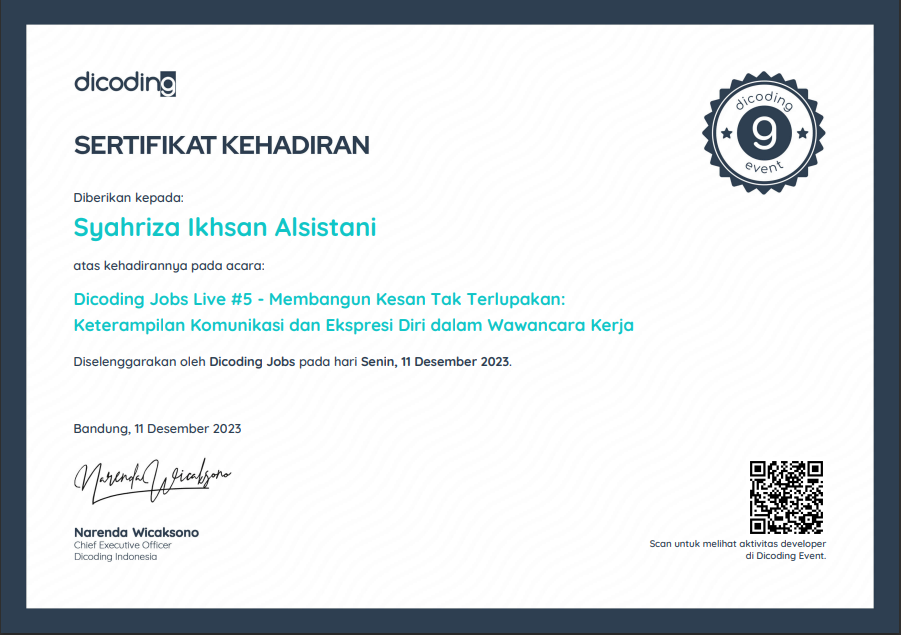 dicoding
dicoding
g
event
SERTIFIKAT KEHADIRAN
Diberikan kepada:
Syahriza Ikhsan Alsistani
atas kehadirannya pada acara:
Dicoding Jobs Live #5 - Membangun Kesan Tak Terlupakan:
Keterampilan Komunikasi dan Ekspresi Diri dalam Wawancara Kerja
Diselenggarakan oleh Dicoding Jobs pada hari Senin, 11 Desember 2023.
Bandung, 11 Desember 2023
Narenda Wicaksono
Narenda Wicaksono
Chief Executive Officer
Dicoding Indonesia
Scan untuk melihat aktivitas developer
di Dicoding Event.